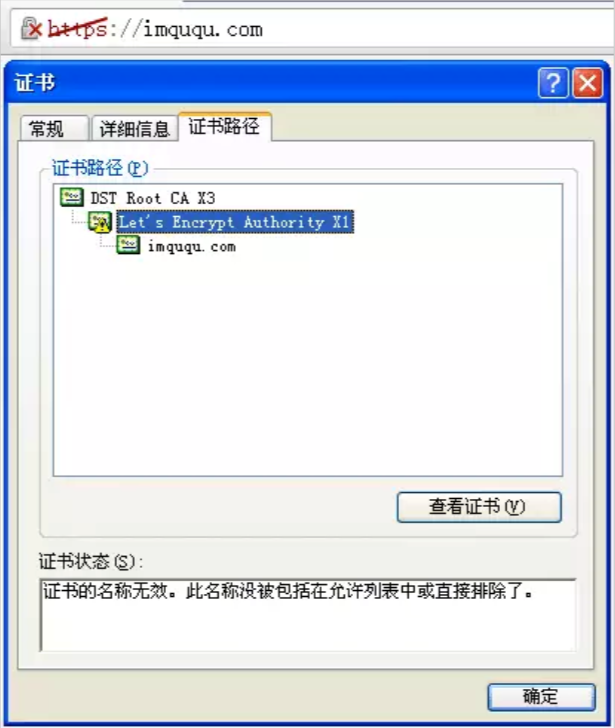 https://imququ.com
证书
常规
详细信息
证书路径
证书路径(P)
DST Root CA X3
Let's Encrypt Authority X1
imququ.com
查看证书(V)
证书状态(S):
证书的名称无效。此名称没被包括在允许列表中或直接排除了。
确定